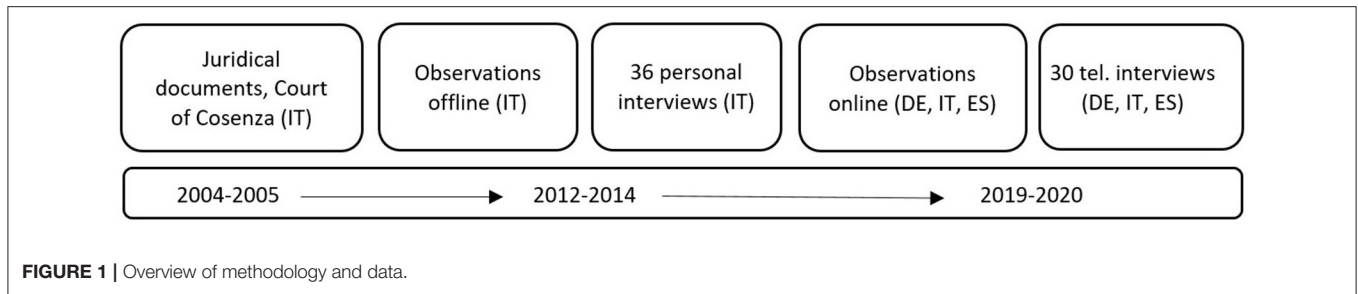 Juridical
documents, Court
of Cosenza (IT)
Observations
offline (IT)
36 personal
interviews (IT)
Observations
online (DE, IT, ES)
30 tel. interviews
(DE, IT, ES)
2004-2005
2012-2014
2019-2020
FIGURE 1 | Overview of methodology and data.